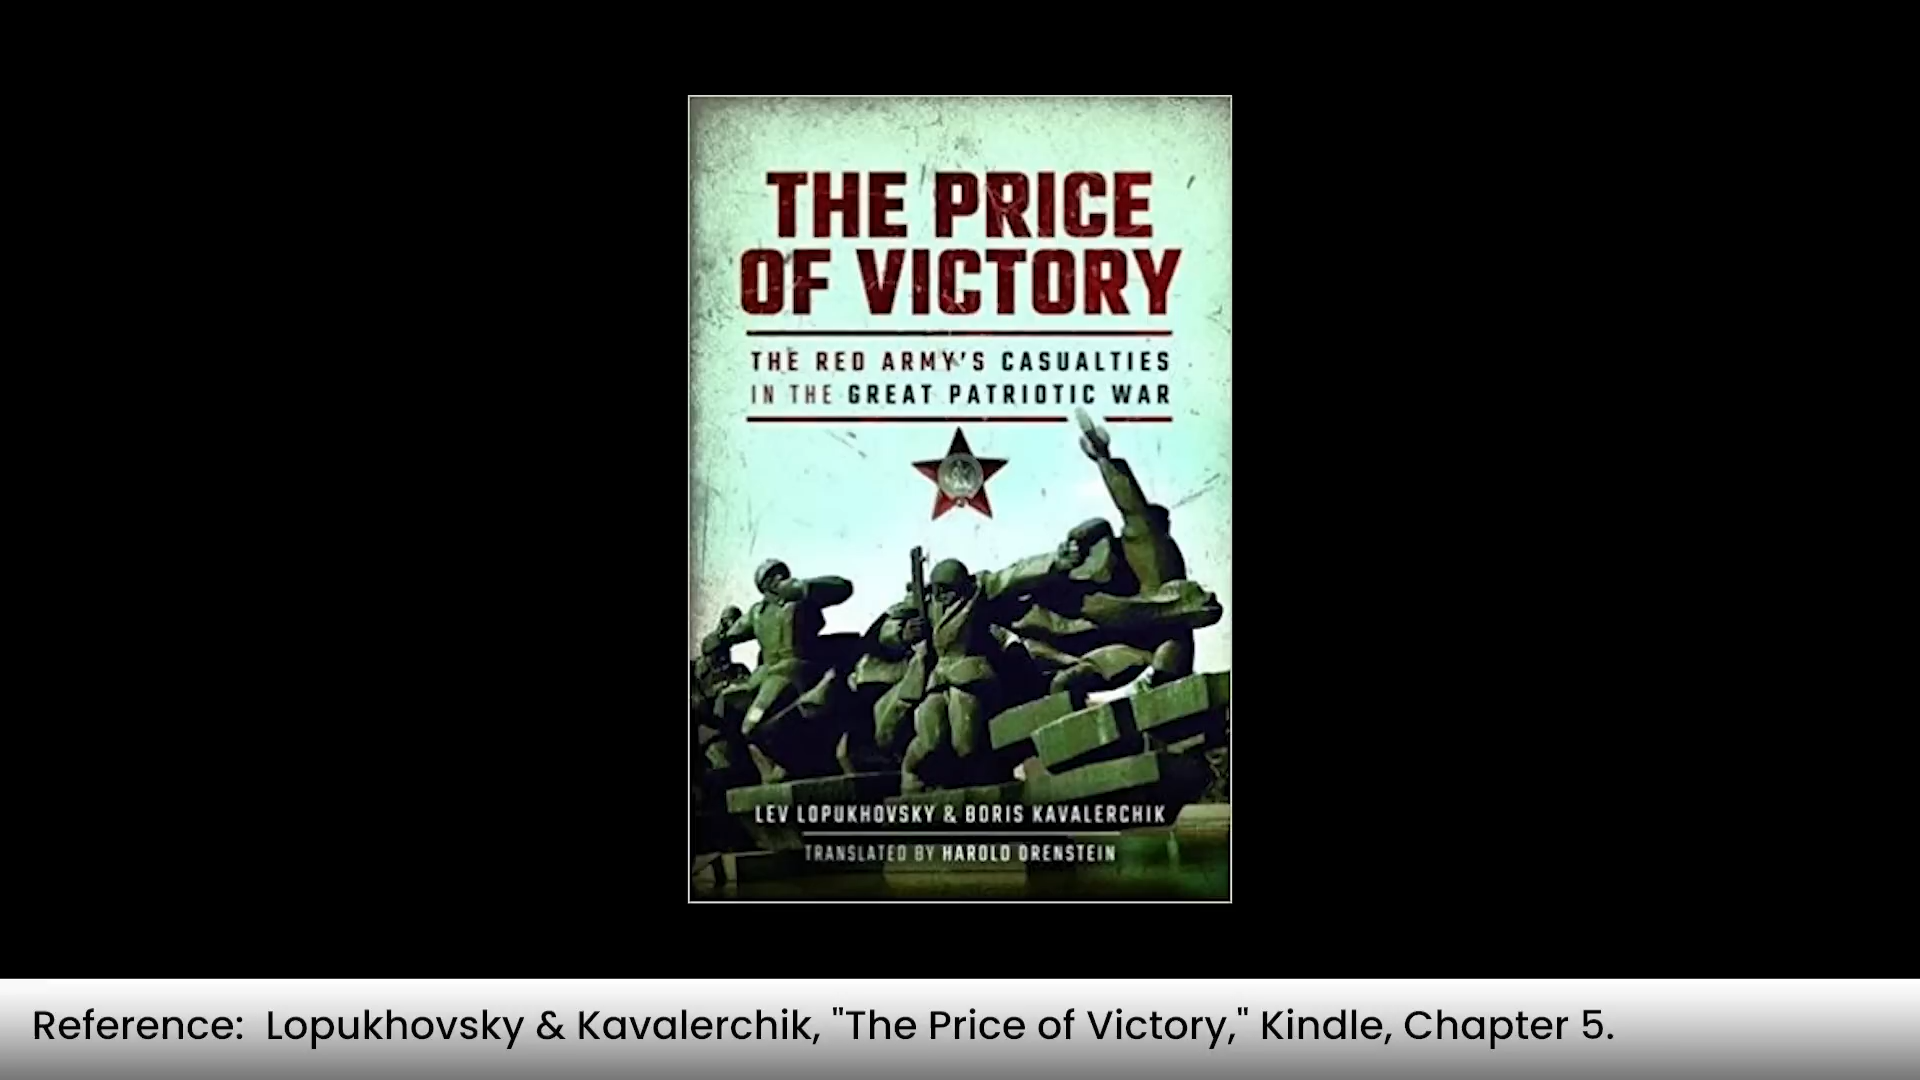 THE PRICE
OF VICTORY
THE RED ARMY'S CASUALTIES
IN THE GREAT PATRIOTIC WAR
LEV LOPUKHOVSKY & BORIS KAVALERCHIK
TRANSLATED BY HAROLD ORENSTEIN
Reference: Lopukhovsky & Kavalerchik, "The Price of Victory," Kindle, Chapter 5.